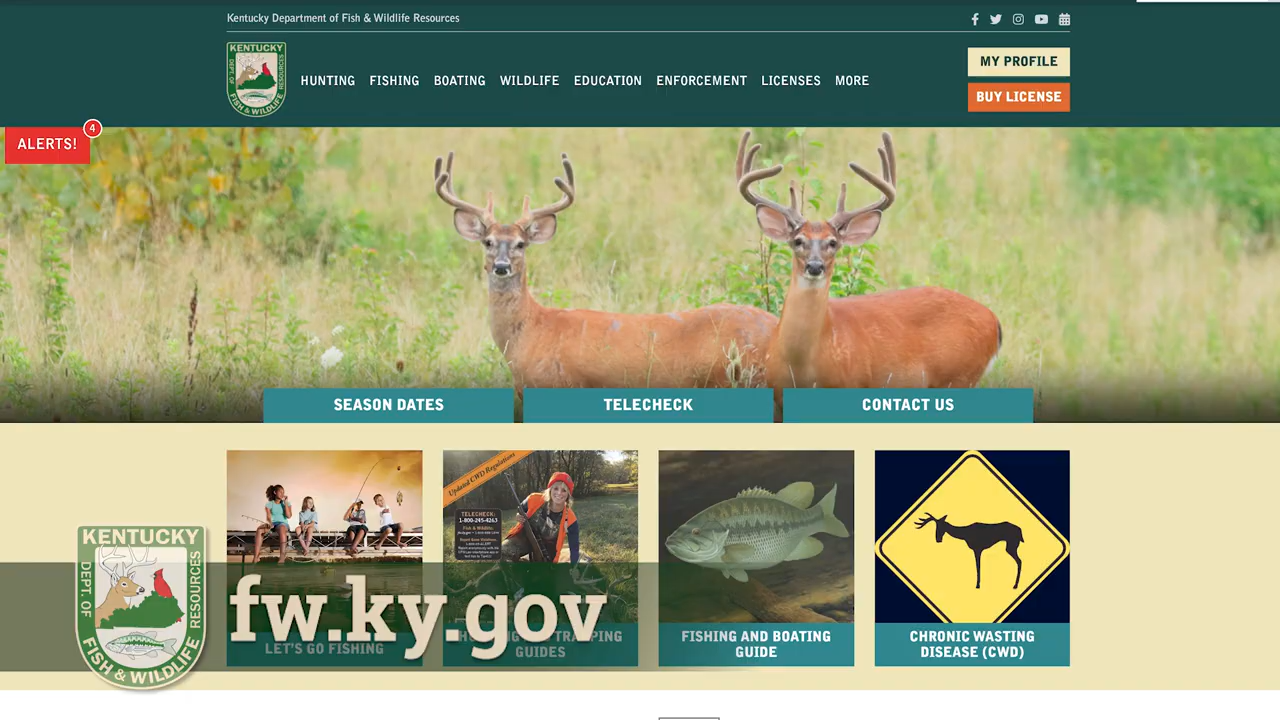 Kentucky Department of Fish & Wildlife Resources
KENTUCKY
DEPT. OF
RESOURCES
FISH & WILDLIFE
HUNTING FISHING BOATING WILDLIFE EDUCATION ENFORCEMENT LICENSES MORE
MY PROFILE
BUY LICENSE
ALERTS!
4
SEASON DATES
TELECHECK
CONTACT US
Updated CWD Regulations
TELECHECK:
1-800-245-4263
Fish & Wildlife:
KENTUCKY
DEPT. OF
RESOURCES
FISH & WILDLIFE
fw.ky.gov
LET'S GO FISHING
HUNTING AND TRAPPING
GUIDES
FISHING AND BOATING
GUIDE
CHRONIC WASTING
DISEASE (CWD)